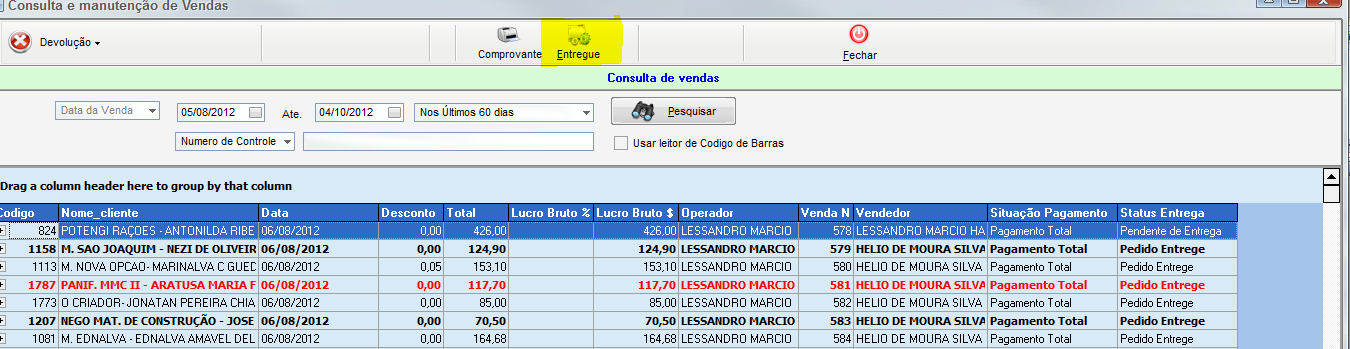 Consulta e manutenção de Vendas
Devolução
Comprovante
Entregue
Fechar
Consulta de vendas
Data da Venda 05/08/2012 Ate. 04/10/2012 Nos Últimos 60 dias Pesquisar
Numero de Controle Usar leitor de Codigo de Barras
Drag a column header here to group by that column
Codigo Nome_cliente Data Desconto Total Lucro Bruto % Lucro Bruto $ Operador Venda N Vendedor Situação Pagamento Status Entrega
824 POTENGI RAÇOES - ANTONILDA RIBE 06/08/2012 0,00 426,00 426,00 LESSANDRO MARCIO 578 LESSANDRO MARCIO HA Pagamento Total Pendente de Entrega
1158 M. SAO JOAQUIM - NEZI DE OLIVEIR 06/08/2012 0,00 124,90 124,90 LESSANDRO MARCIO 579 HELIO DE MOURA SILVA Pagamento Total Pedido Entrege
1113 M. NOVA OPCAO- MARINALVA C GUEC 06/08/2012 0,05 153,10 153,10 LESSANDRO MARCIO 580 HELIO DE MOURA SILVA Pagamento Total Pedido Entrege
1787 PANIF. MMC II - ARATUSA MARIA F 06/08/2012 0,00 117,70 117,70 LESSANDRO MARCIO 581 HELIO DE MOURA SILVA Pagamento Total Pedido Entrege
1773 O CRIADOR- JONATAN PEREIRA CHIA 06/08/2012 0,00 85,00 85,00 LESSANDRO MARCIO 582 HELIO DE MOURA SILVA Pagamento Total Pedido Entrege
1207 NEGO MAT. DE CONSTRUÇÃO - JOSE 06/08/2012 0,00 70,50 70,50 LESSANDRO MARCIO 583 HELIO DE MOURA SILVA Pagamento Total Pedido Entrege
1081 M. EDNALVA - EDNALVA AMAVEL DEL 06/08/2012 0,00 164,68 164,68 LESSANDRO MARCIO 584 HELIO DE MOURA SILVA Pagamento Total Pedido Entrege